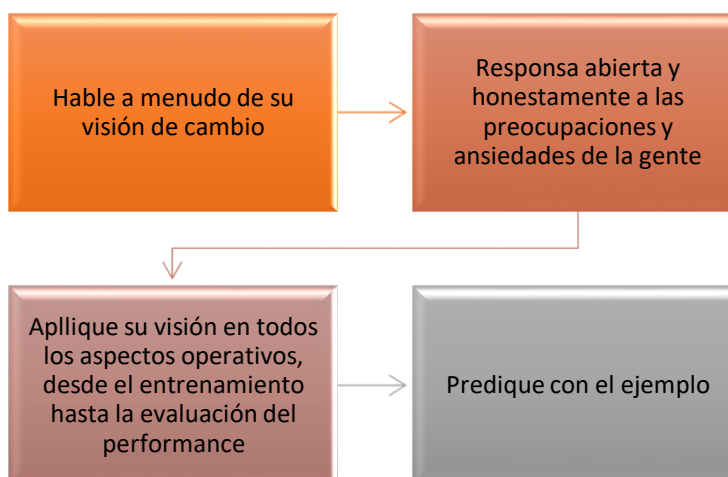 Hable a menudo de su
visión de cambio
Responsa abierta y
honestamente a las
preocupaciones y
ansiedades de la gente
Apllique su visión en todos
los aspectos operativos,
desde el entrenamiento
hasta la evaluación del
performance
Predique con el ejemplo